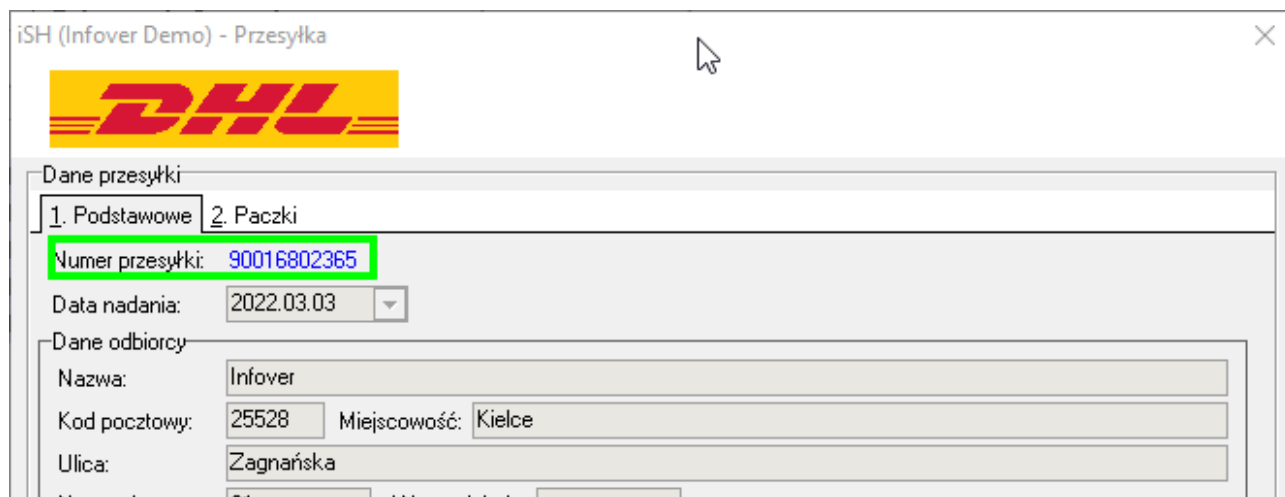 iSH (Infover Demo) - Przesyłka
DHL
Dane przesyłki
1. Podstawowe 2. Paczki
Numer przesyłki: 90016802365
Data nadania: 2022.03.03
Dane odbiorcy
Nazwa: Infover
Kod pocztowy: 25528 Miejscowość: Kielce
Ulica: Zagnańska